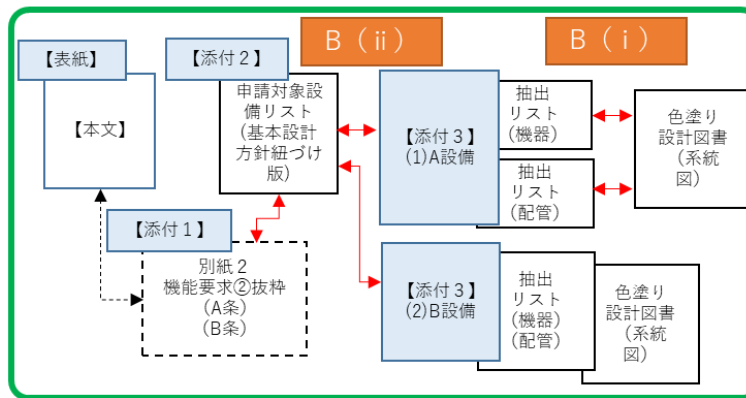 B（ⅱ）
B（ⅰ）
【表紙】
【本文】
【添付２】
申請対象設
備リスト
(基本設計
方針紐づけ
版)
【添付１】
別紙２
機能要求②抜粋
(A条)
(B条)
【添付３】
(1)A設備
抽出
リスト
(機器)
抽出
リスト
(配管)
色塗り
設計図書
（系統
図）
【添付３】
(2)B設備
抽出
リスト
(機器)
(配管)
色塗り
設計図書
（系統
図）